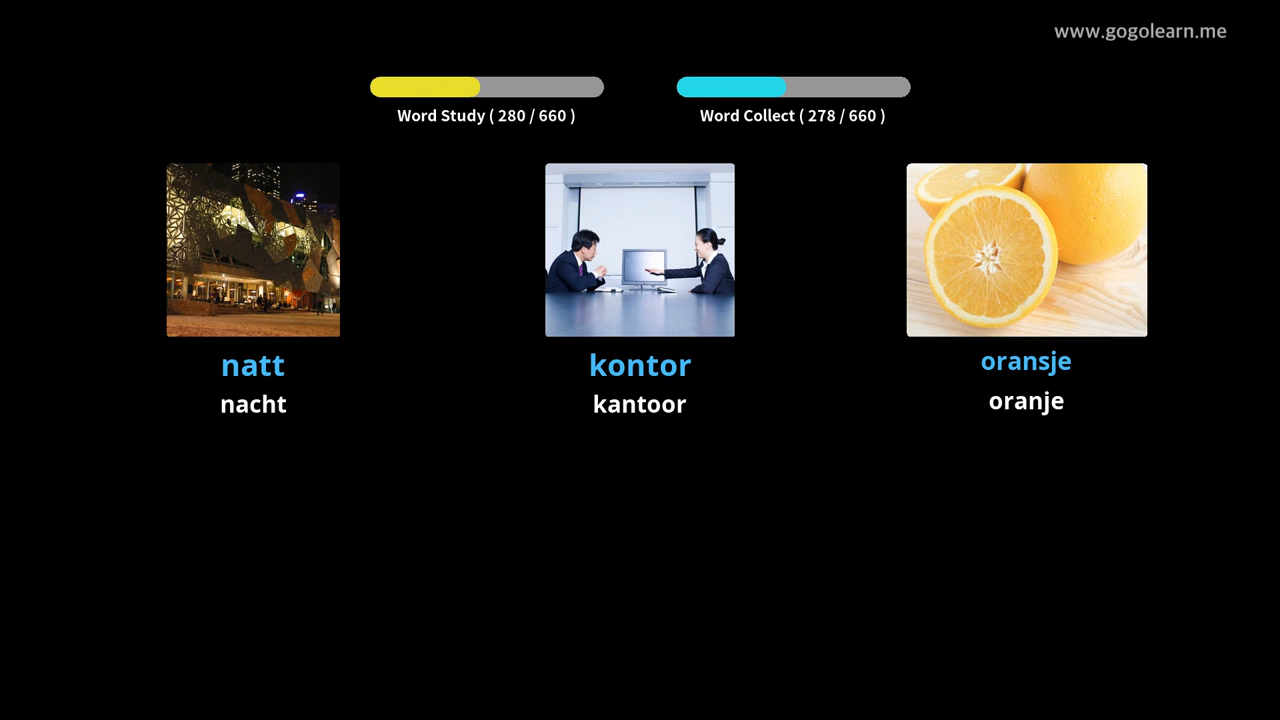 www.gogolearn.me
Word Study ( 280 / 660 )
Word Collect ( 278 / 660 )
natt
nacht
kontor
kantoor
oransje
oranje